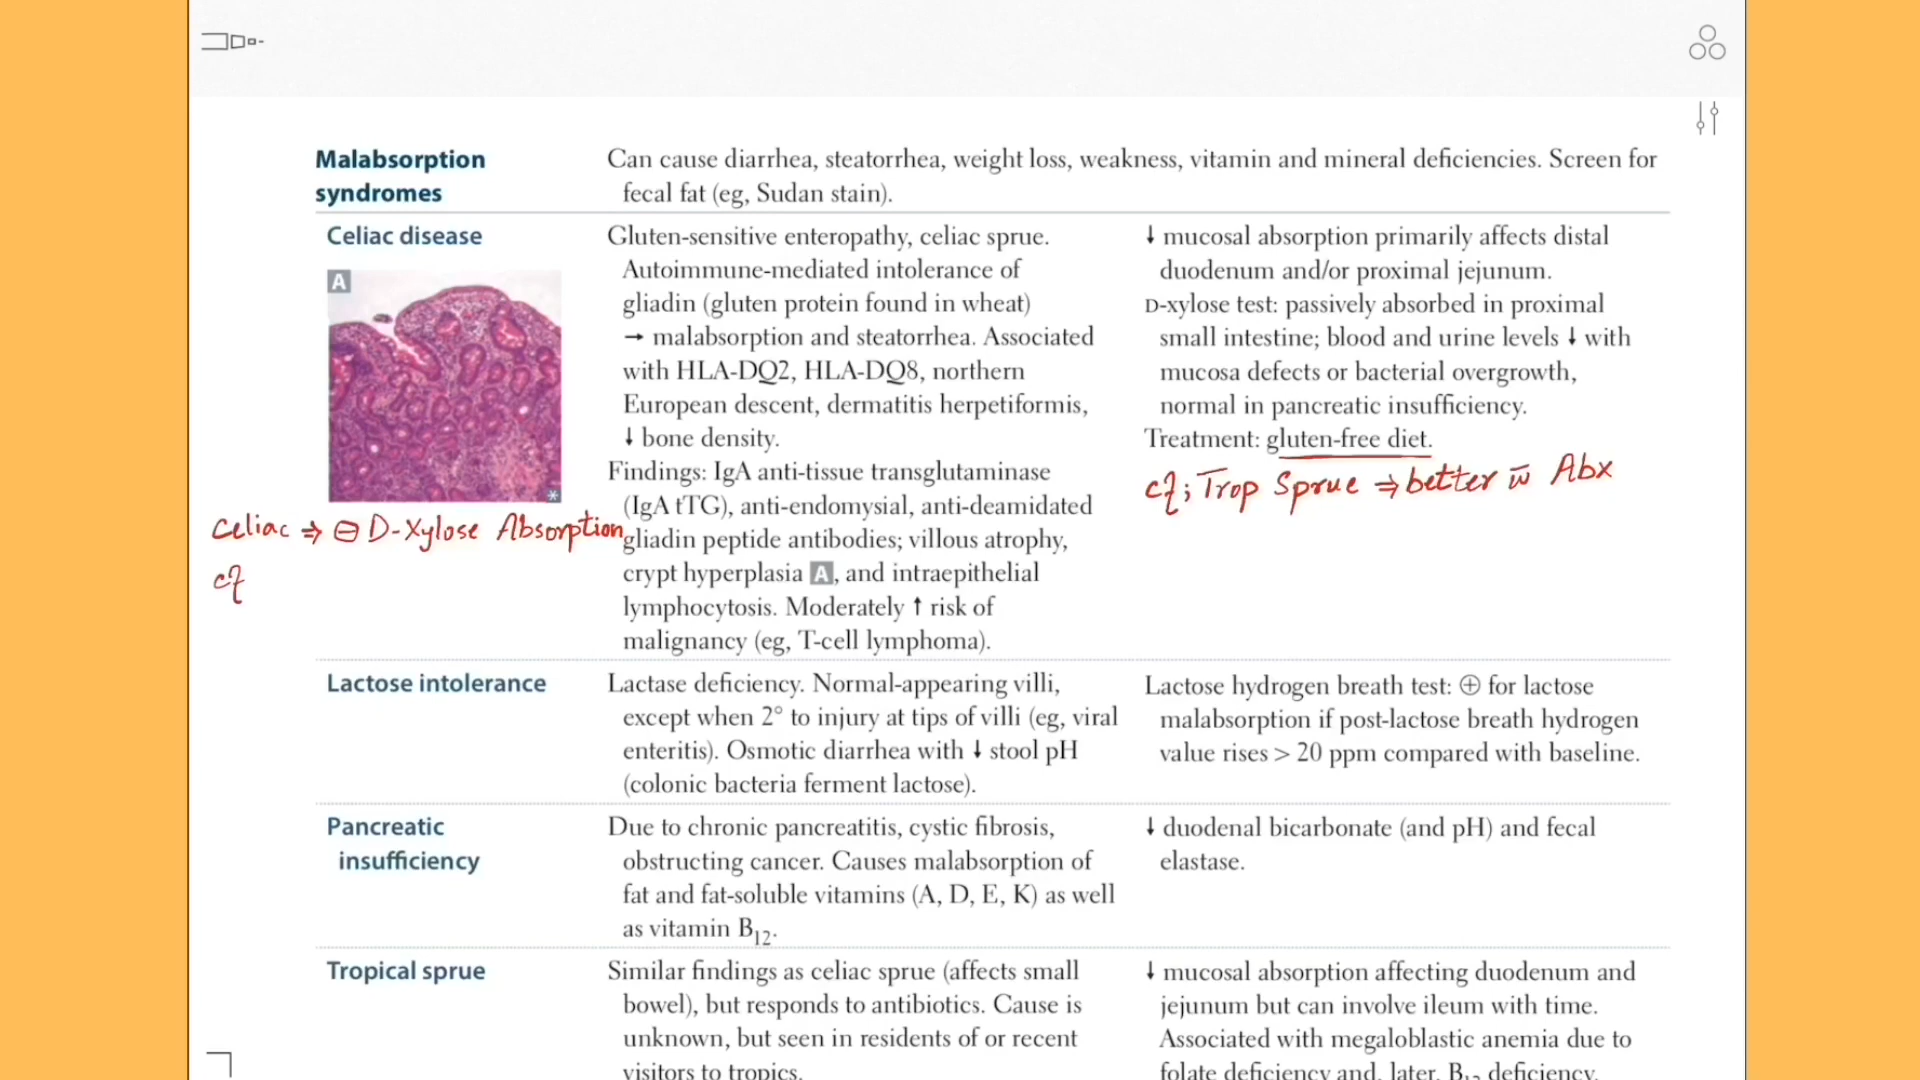 Malabsorption
syndromes
Can cause diarrhea, steatorrhea, weight loss, weakness, vitamin and mineral deficiencies. Screen for
fecal fat (eg, Sudan stain).
Celiac disease
A
Gluten-sensitive enteropathy, celiac sprue.
Autoimmune-mediated intolerance of
gliadin (gluten protein found in wheat)
→ malabsorption and steatorrhea. Associated
with HLA-DQ2, HLA-DQ8, northern
European descent, dermatitis herpetiformis,
↓ bone density.
Findings: IgA anti-tissue transglutaminase
(IgA tTG), anti-endomysial, anti-deamidated
gliadin peptide antibodies; villous atrophy,
crypt hyperplasia A, and intraepithelial
lymphocytosis. Moderately ↑ risk of
malignancy (eg, T-cell lymphoma).
↓ mucosal absorption primarily affects distal
duodenum and/or proximal jejunum.
D-xylose test: passively absorbed in proximal
small intestine; blood and urine levels ↓ with
mucosa defects or bacterial overgrowth,
normal in pancreatic insufficiency.
Treatment: gluten-free diet.
cf; Trop Sprue ⇒ better w̄ Abx
Celiac ⇒ ⊖ D-Xylose Absorption
cf
Lactose intolerance
Lactase deficiency. Normal-appearing villi,
except when 2° to injury at tips of villi (eg, viral
enteritis). Osmotic diarrhea with ↓ stool pH
(colonic bacteria ferment lactose).
Lactose hydrogen breath test: ⊕ for lactose
malabsorption if post-lactose breath hydrogen
value rises > 20 ppm compared with baseline.
Pancreatic
insufficiency
Due to chronic pancreatitis, cystic fibrosis,
obstructing cancer. Causes malabsorption of
fat and fat-soluble vitamins (A, D, E, K) as well
as vitamin B₁₂.
↓ duodenal bicarbonate (and pH) and fecal
elastase.
Tropical sprue
Similar findings as celiac sprue (affects small
bowel), but responds to antibiotics. Cause is
unknown, but seen in residents of or recent
visitors to tropics.
↓ mucosal absorption affecting duodenum and
jejunum but can involve ileum with time.
Associated with megaloblastic anemia due to
folate deficiency and, later, B₁₂ deficiency.